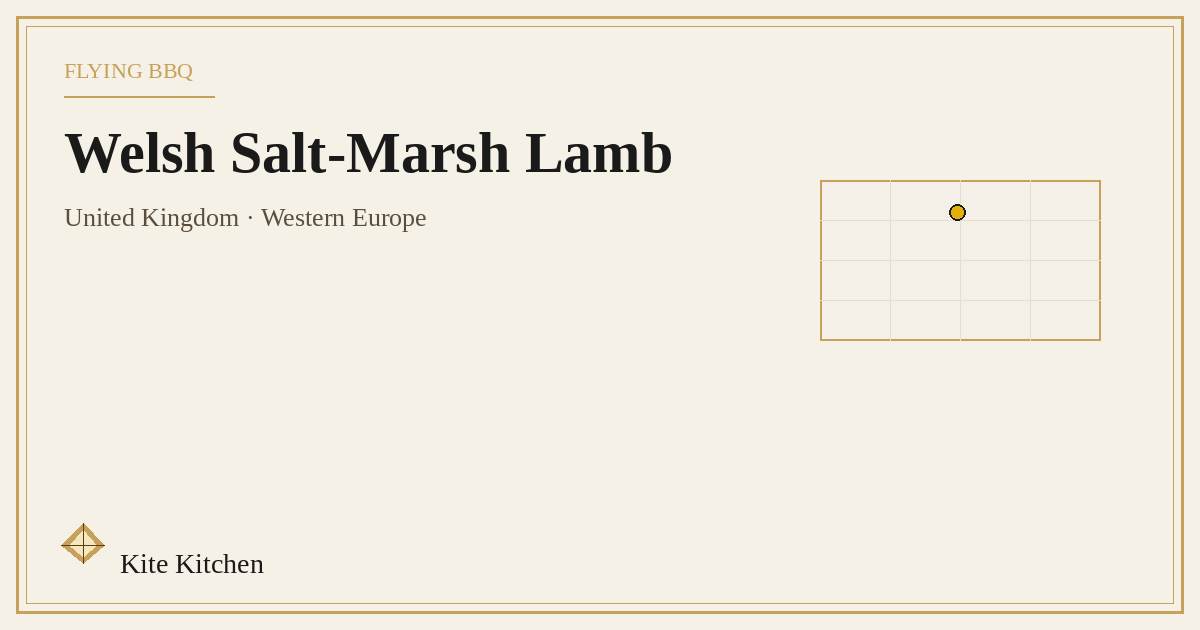 FLYING BBQ
Welsh Salt-Marsh Lamb
United Kingdom · Western Europe
Kite Kitchen